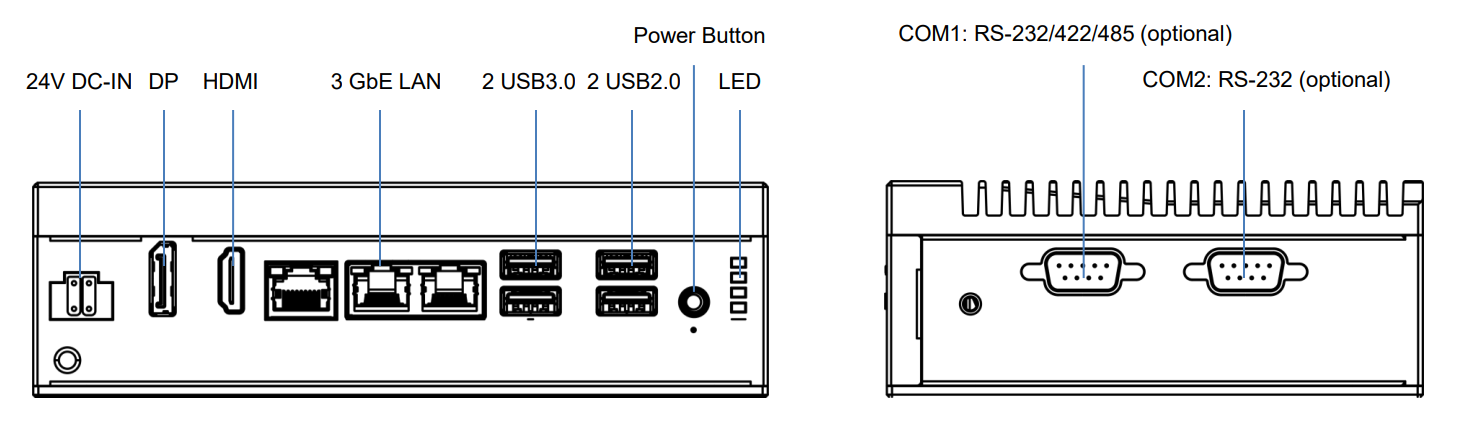 Power Button
24V DC-IN DP HDMI 3 GbE LAN 2 USB3.0 2 USB2.0 LED
COM1: RS-232/422/485 (optional)
COM2: RS-232 (optional)